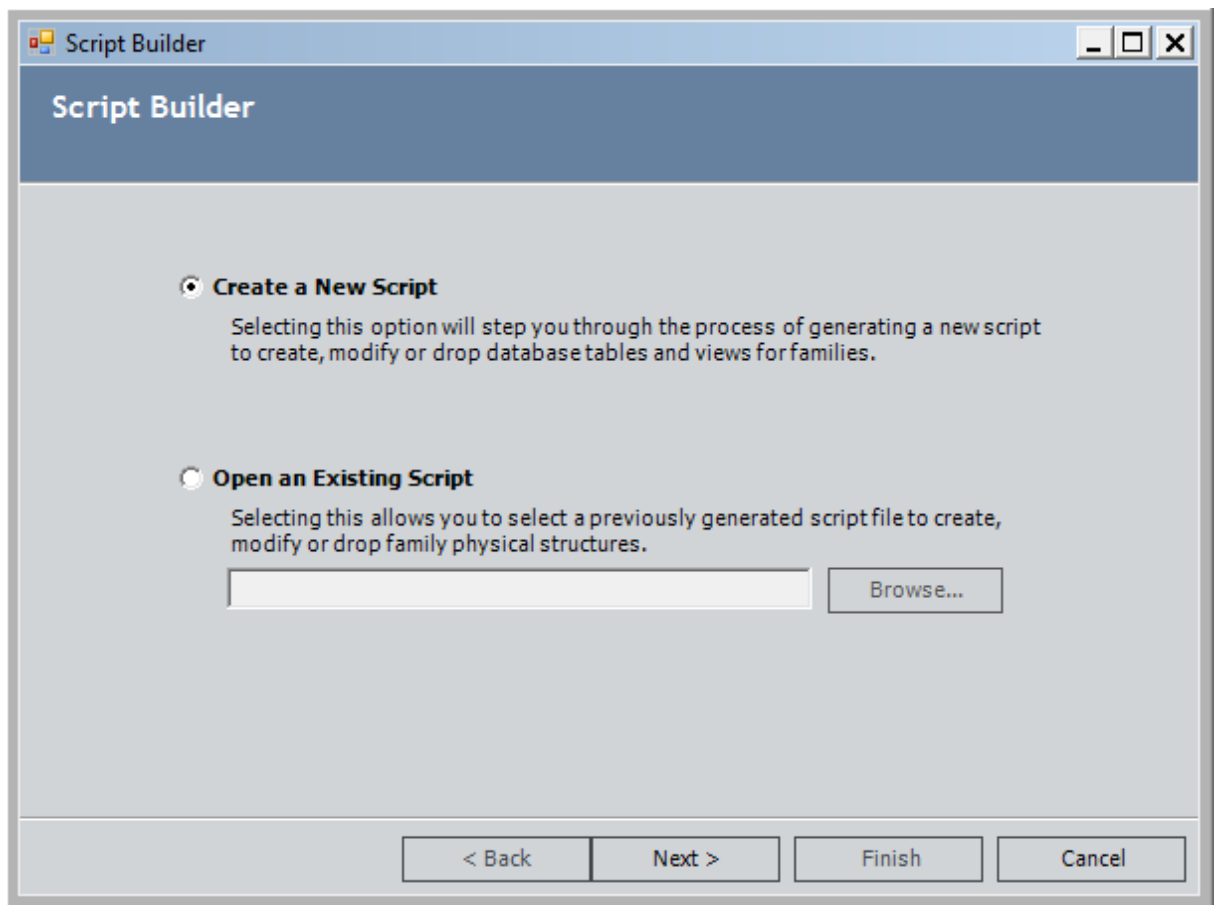 Script Builder
Script Builder
Create a New Script
Selecting this option will step you through the process of generating a new script
to create, modify or drop database tables and views for families.
Open an Existing Script
Selecting this allows you to select a previously generated script file to create,
modify or drop family physical structures.
Browse...
< Back Next > Finish Cancel